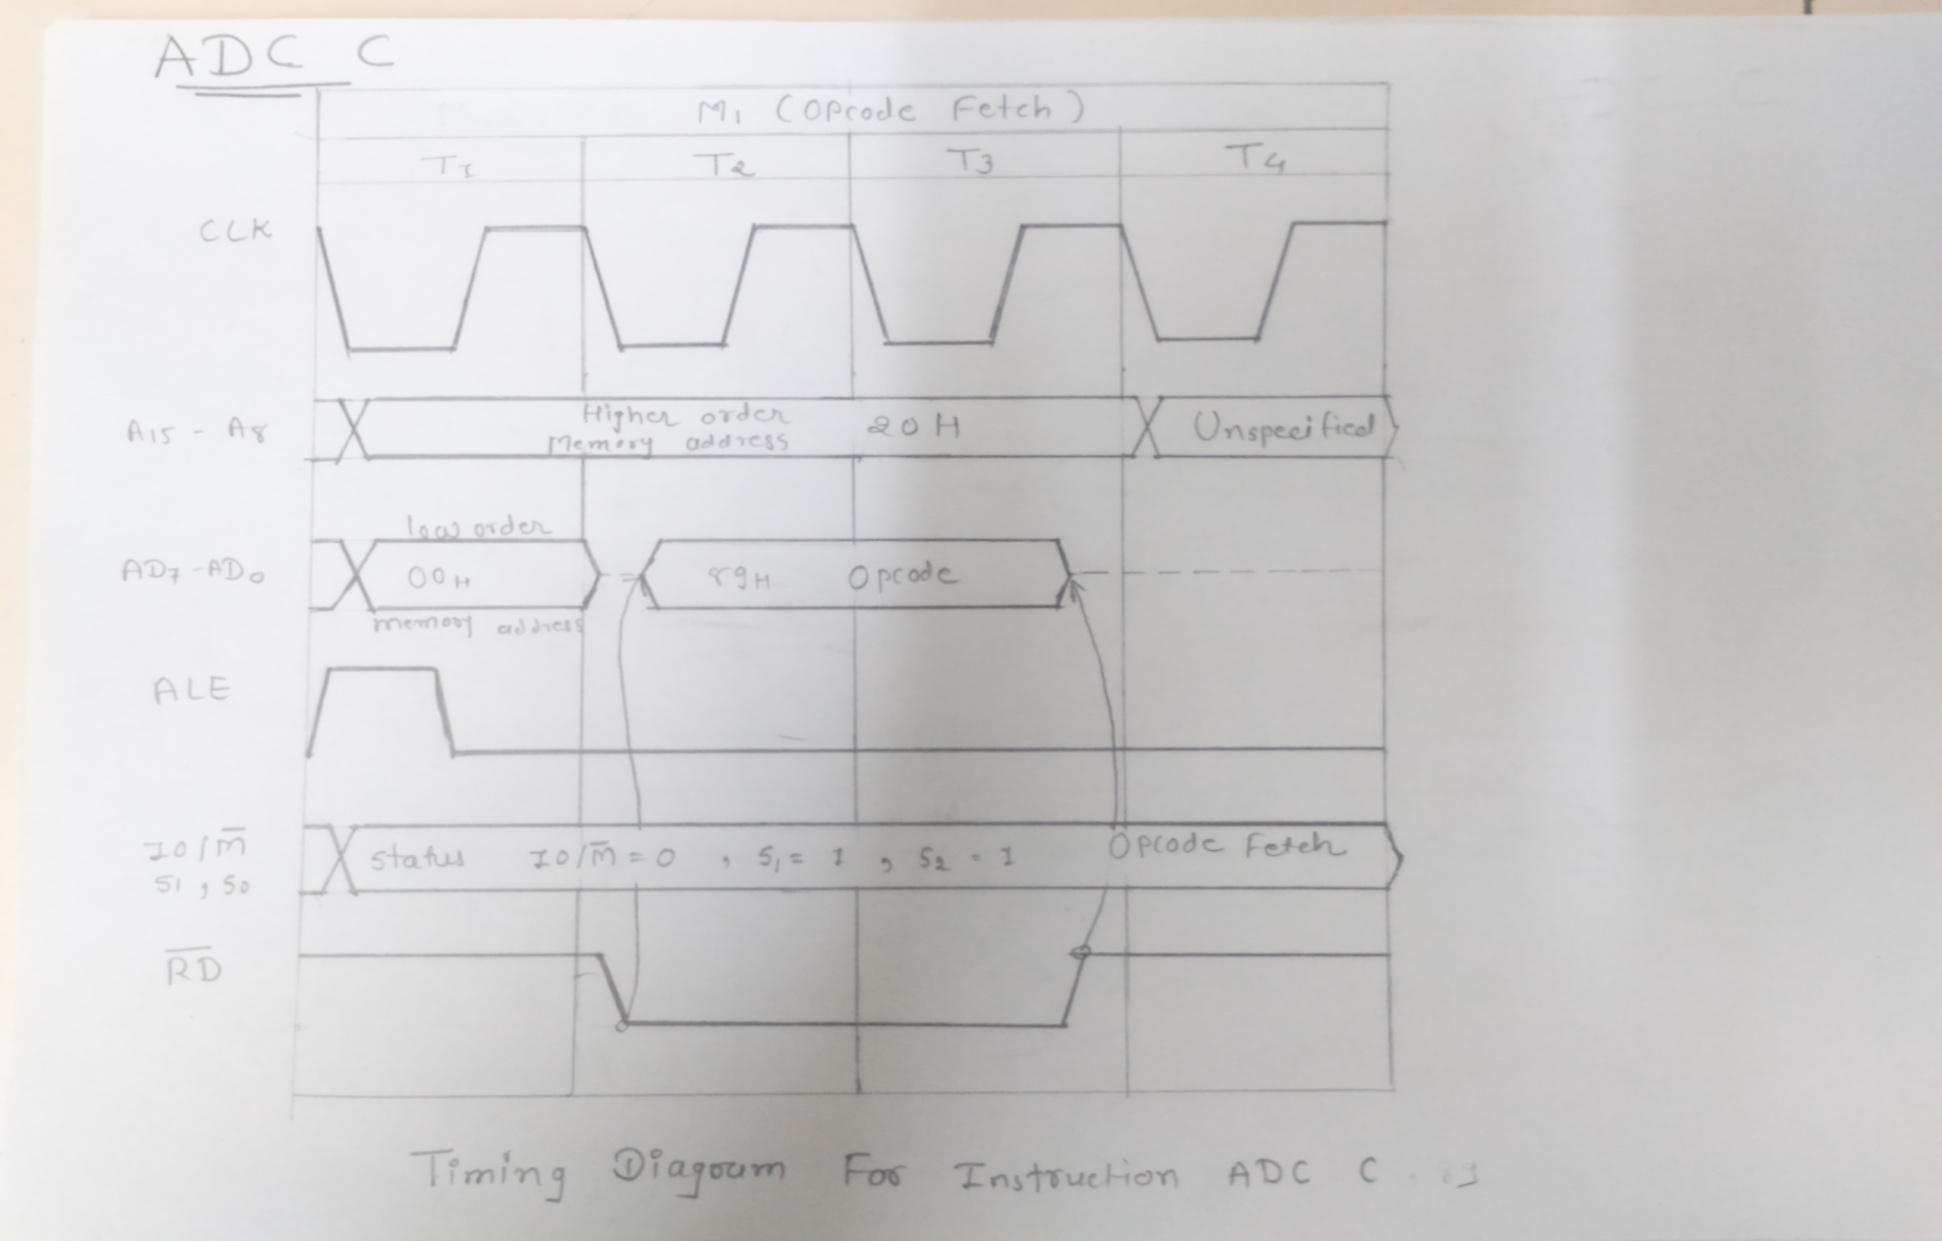 ADC C
M1 (Opcode Fetch)
T1 T2 T3 T4
CLK
A15 - A8 Higher order Memory address 20H Unspecified
low order
AD7 - AD0 00H 89H Opcode
memory address
ALE
IO/M̅ Status IO/M̅ = 0 , S1 = 1 , S2 = 1 Opcode Fetch
S1 , S0
R̅D̅
Timing Diagram For Instruction ADC C